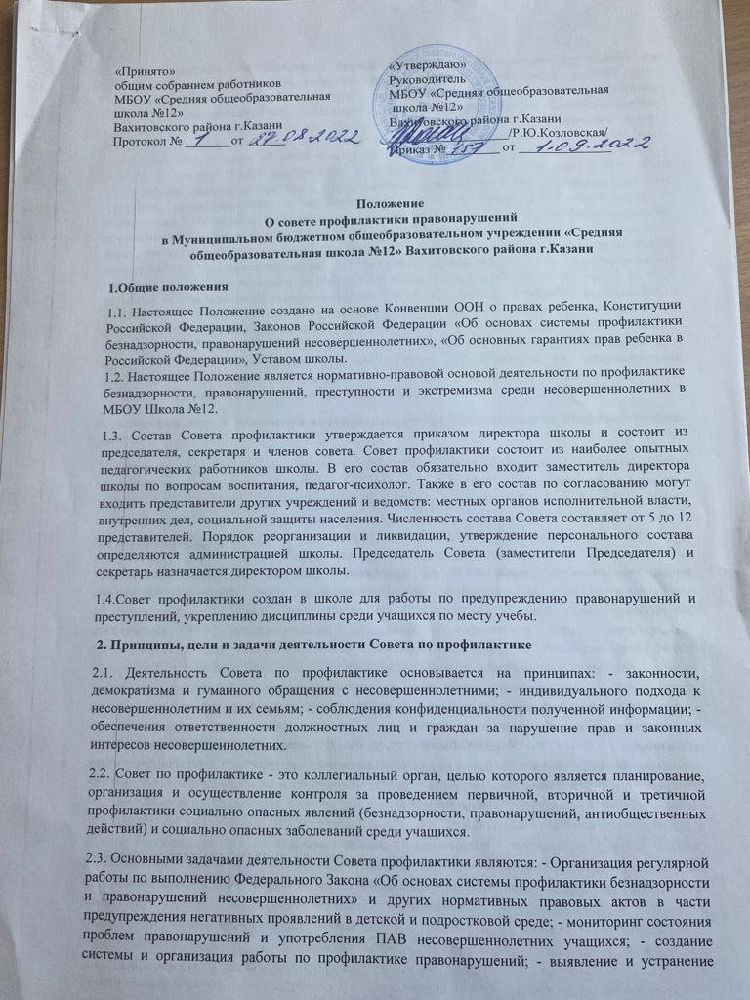 «Принято»
общим собранием работников
МБОУ «Средняя общеобразовательная
школа №12»
Вахитовского района г.Казани
Протокол № 1 от 27.08.2022
«Утверждаю»
Руководитель
МБОУ «Средняя общеобразовательная
школа №12»
Вахитовского района г.Казани
/Р.Ю.Козловская/
Приказ № 157 от 1.09.2022
Положение
О совете профилактики правонарушений
в Муниципальном бюджетном общеобразовательном учреждении «Средняя
общеобразовательная школа №12» Вахитовского района г.Казани
1.Общие положения
1.1. Настоящее Положение создано на основе Конвенции ООН о правах ребенка, Конституции
Российской Федерации, Законов Российской Федерации «Об основах системы профилактики
безнадзорности, правонарушений несовершеннолетних», «Об основных гарантиях прав ребенка в
Российской Федерации», Уставом школы.
1.2. Настоящее Положение является нормативно-правовой основой деятельности по профилактике
безнадзорности, правонарушений, преступности и экстремизма среди несовершеннолетних в
МБОУ Школа №12.
1.3. Состав Совета профилактики утверждается приказом директора школы и состоит из
председателя, секретаря и членов совета. Совет профилактики состоит из наиболее опытных
педагогических работников школы. В его состав обязательно входит заместитель директора
школы по вопросам воспитания, педагог-психолог. Также в его состав по согласованию могут
входить представители других учреждений и ведомств: местных органов исполнительной власти,
внутренних дел, социальной защиты населения. Численность состава Совета составляет от 5 до 12
представителей. Порядок реорганизации и ликвидации, утверждение персонального состава
определяются администрацией школы. Председатель Совета (заместители Председателя) и
секретарь назначается директором школы.
1.4.Совет профилактики создан в школе для работы по предупреждению правонарушений и
преступлений, укреплению дисциплины среди учащихся по месту учебы.
2. Принципы, цели и задачи деятельности Совета по профилактике
2.1. Деятельность Совета по профилактике основывается на принципах: - законности,
демократизма и гуманного обращения с несовершеннолетними; - индивидуального подхода к
несовершеннолетним и их семьям; - соблюдения конфиденциальности полученной информации; -
обеспечения ответственности должностных лиц и граждан за нарушение прав и законных
интересов несовершеннолетних.
2.2. Совет по профилактике - это коллегиальный орган, целью которого является планирование,
организация и осуществление контроля за проведением первичной, вторичной и третичной
профилактики социально опасных явлений (безнадзорности, правонарушений, антиобщественных
действий) и социально опасных заболеваний среди учащихся.
2.3. Основными задачами деятельности Совета профилактики являются: - Организация регулярной
работы по выполнению Федерального Закона «Об основах системы профилактики безнадзорности
и правонарушений несовершеннолетних» и других нормативных правовых актов в части
предупреждения негативных проявлений в детской и подростковой среде; - мониторинг состояния
проблем правонарушений и употребления ПАВ несовершеннолетних учащихся; - создание
системы и организация работы по профилактике правонарушений; - выявление и устранение